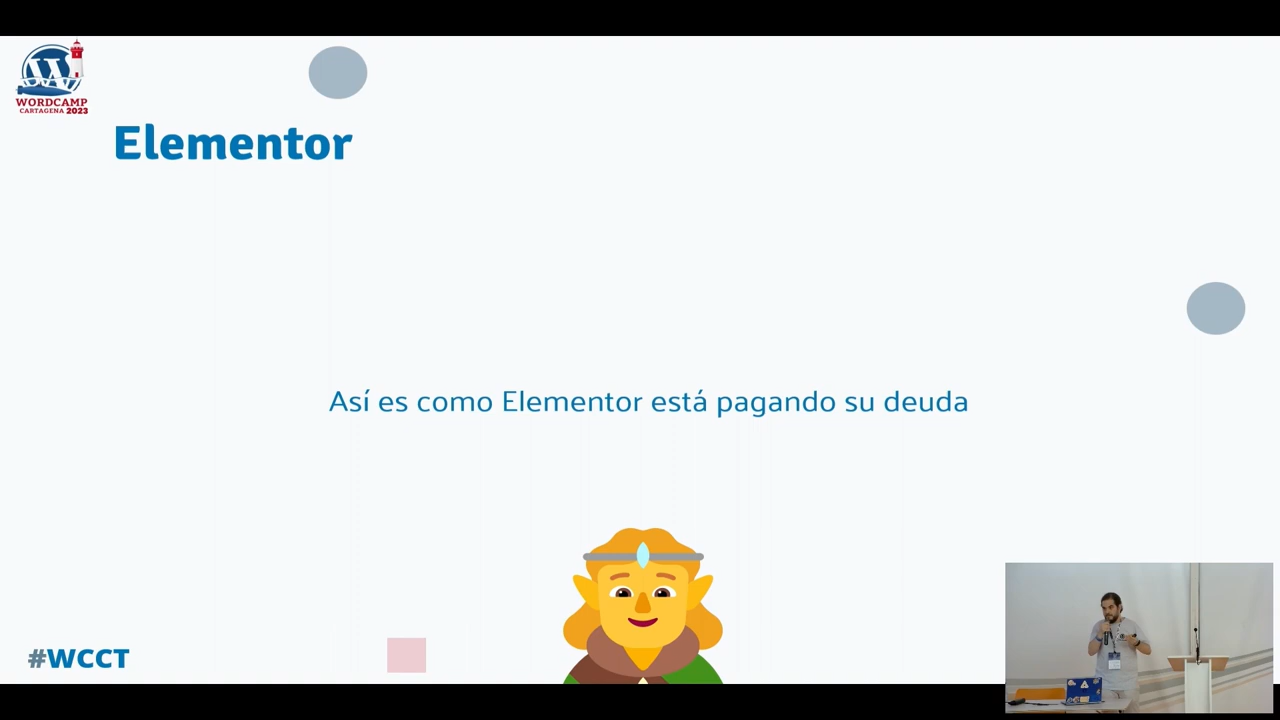 WORDCAMP
CARTAGENA 2023
Elementor
Así es como Elementor está pagando su deuda
#WCCT